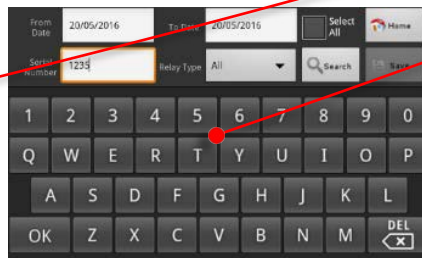 From Date 20/05/2016 To Date 20/05/2016 Select All Home
Serial Number 1235 Relay Type All Search Save
1 2 3 4 5 6 7 8 9 0
Q W E R T Y U I O P
A S D F G H J K L
OK Z X C V B N M DEL